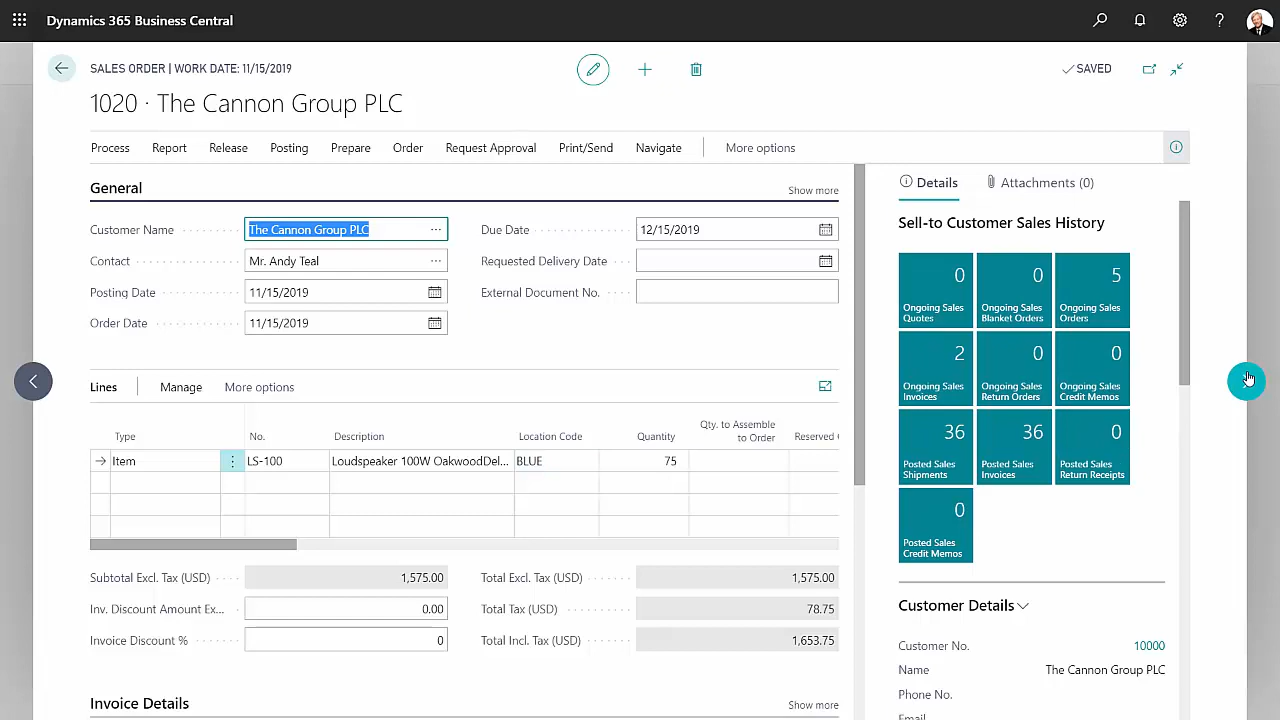 Dynamics 365 Business Central
?
SALES ORDER | WORK DATE: 11/15/2019
SAVED
1020 · The Cannon Group PLC
Process Report Release Posting Prepare Order Request Approval Print/Send Navigate More options
General
Show more
Customer Name The Cannon Group PLC ...
Contact Mr. Andy Teal ...
Posting Date 11/15/2019
Order Date 11/15/2019
Due Date 12/15/2019
Requested Delivery Date
External Document No.
Lines Manage More options
Type No. Description Location Code Quantity Qty. to Assemble to Order Reserved
Item LS-100 Loudspeaker 100W OakwoodDel... BLUE 75
Subtotal Excl. Tax (USD) 1,575.00
Inv. Discount Amount Ex... 0.00
Invoice Discount % 0
Total Excl. Tax (USD) 1,575.00
Total Tax (USD) 78.75
Total Incl. Tax (USD) 1,653.75
Invoice Details
Show more
Details Attachments (0)
Sell-to Customer Sales History
0 Ongoing Sales Quotes
0 Ongoing Sales Blanket Orders
5 Ongoing Sales Orders
2 Ongoing Sales Invoices
0 Ongoing Sales Return Orders
0 Ongoing Sales Credit Memos
36 Posted Sales Shipments
36 Posted Sales Invoices
0 Posted Sales Return Receipts
0 Posted Sales Credit Memos
Customer Details
Customer No. 10000
Name The Cannon Group PLC
Phone No.
Email